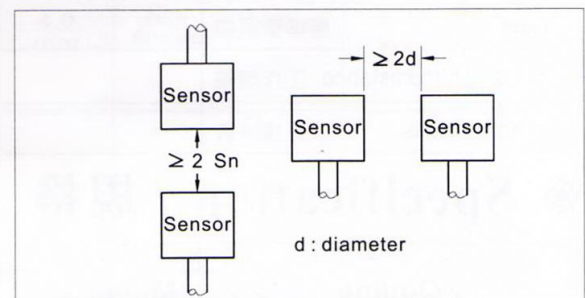 Sensor
≥ 2 Sn
Sensor
≥ 2d
Sensor
Sensor
d : diameter